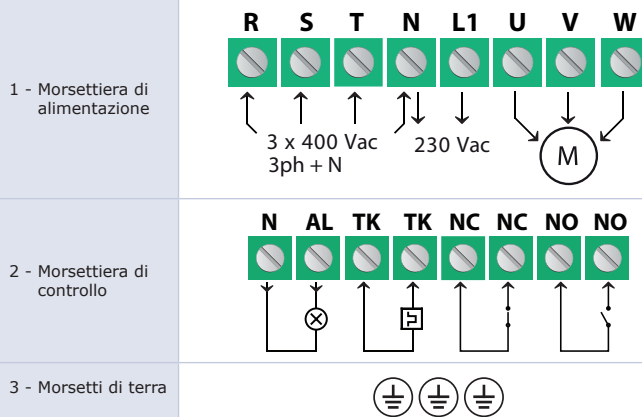 R S T N L1 U V W
1 - Morsettiera di
alimentazione
3 x 400 Vac
3ph + N
230 Vac
M
N AL TK TK NC NC NO NO
2 - Morsettiera di
controllo
3 - Morsetti di terra